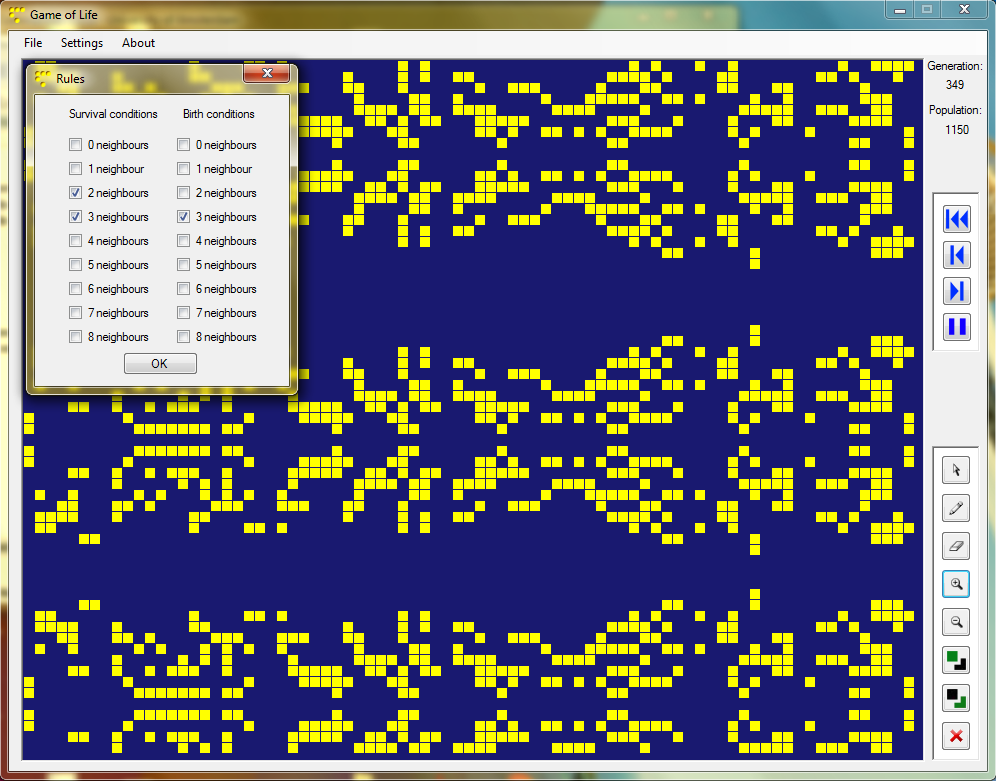 Game of Life
File Settings About
Generation:
349
Population:
1150
Rules
Survival conditions Birth conditions
0 neighbours 0 neighbours
1 neighbour 1 neighbour
2 neighbours 2 neighbours
3 neighbours 3 neighbours
4 neighbours 4 neighbours
5 neighbours 5 neighbours
6 neighbours 6 neighbours
7 neighbours 7 neighbours
8 neighbours 8 neighbours
OK